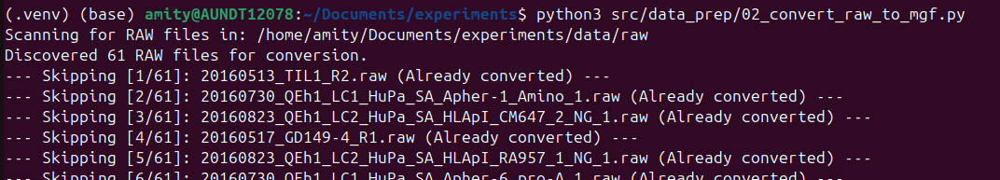 (.venv) (base) amity@AUNDT12078:~/Documents/experiments$ python3 src/data_prep/02_convert_raw_to_mgf.py
Scanning for RAW files in: /home/amity/Documents/experiments/data/raw
Discovered 61 RAW files for conversion.
--- Skipping [1/61]: 20160513_TIL1_R2.raw (Already converted) ---
--- Skipping [2/61]: 20160730_QEh1_LC1_HuPa_SA_Apher-1_Amino_1.raw (Already converted) ---
--- Skipping [3/61]: 20160823_QEh1_LC2_HuPa_SA_HLApI_CM647_2_NG_1.raw (Already converted) ---
--- Skipping [4/61]: 20160517_GD149-4_R1.raw (Already converted) ---
--- Skipping [5/61]: 20160823_QEh1_LC2_HuPa_SA_HLApI_RA957_1_NG_1.raw (Already converted) ---
--- Skipping [6/61]: 20160730_QEh1_LC1_HuPa_SA_Apher-6_pro-A_1.raw (Already converted) ---